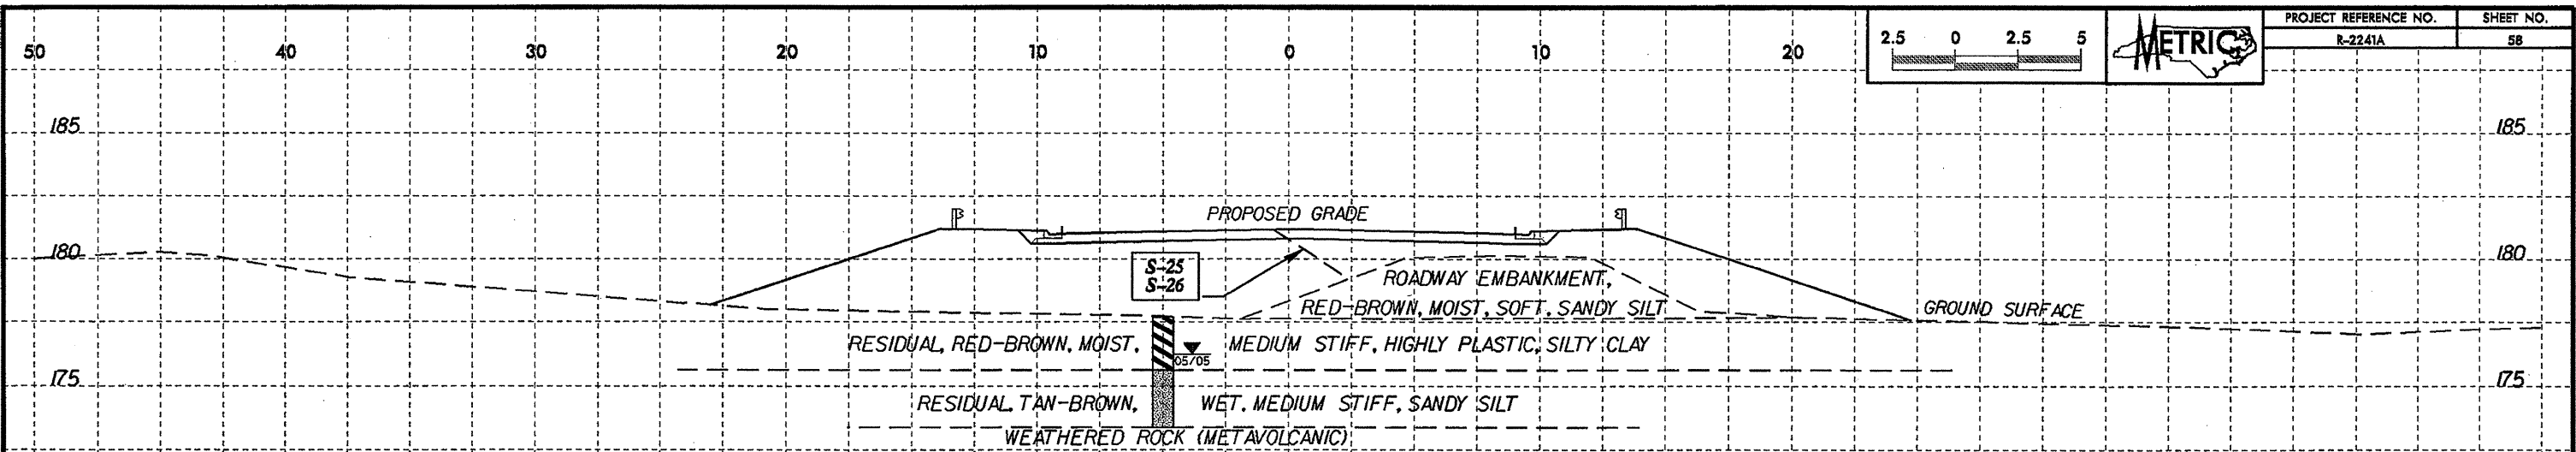 PROJECT REFERENCE NO. SHEET NO.
R-2241A 58
2.5 0 2.5 5
METRIC
50 40 30 20 10 0 10 20
185 185
PROPOSED GRADE
180 180
S-25
S-26
ROADWAY EMBANKMENT,
RED-BROWN, MOIST, SOFT, SANDY SILT
GROUND SURFACE
RESIDUAL, RED-BROWN, MOIST, MEDIUM STIFF, HIGHLY PLASTIC, SILTY CLAY
05/05
175 175
RESIDUAL, TAN-BROWN, WET, MEDIUM STIFF, SANDY SILT
WEATHERED ROCK (METAVOLCANIC)